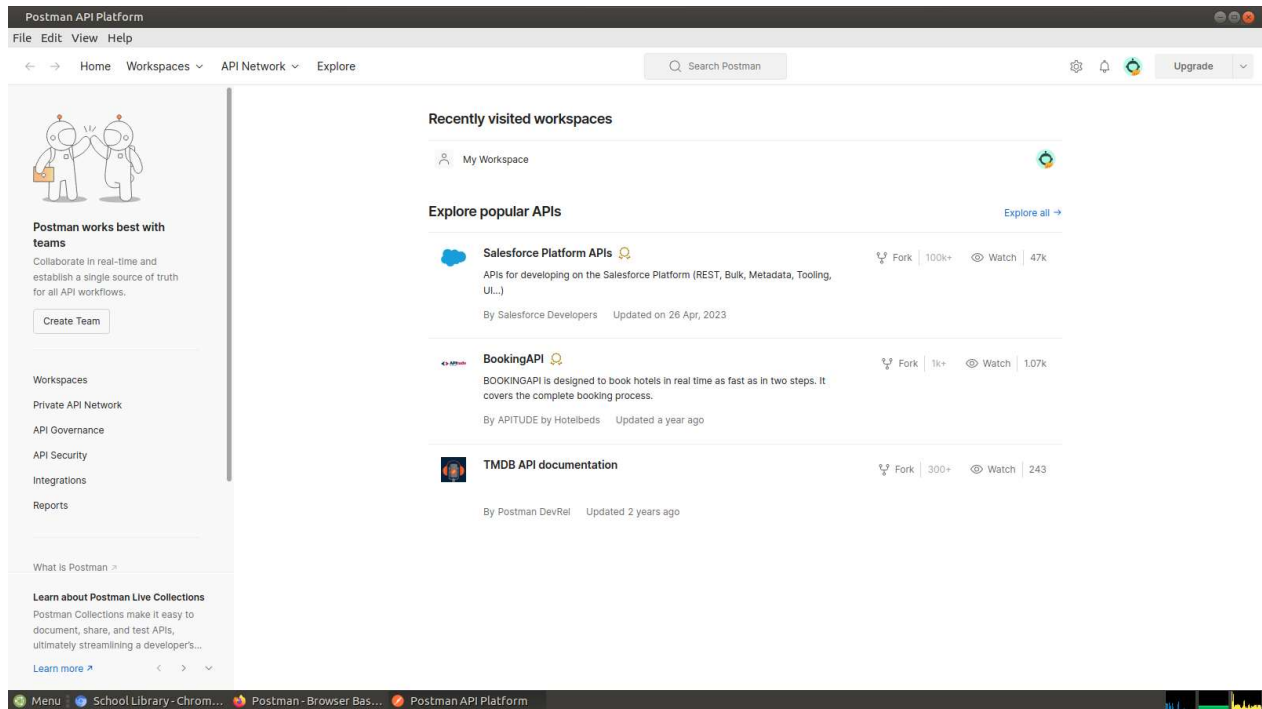 Postman API Platform
File Edit View Help
Home Workspaces API Network Explore Search Postman Upgrade
Postman works best with
teams
Collaborate in real-time and
establish a single source of truth
for all API workflows.
Create Team
Workspaces
Private API Network
API Governance
API Security
Integrations
Reports
What is Postman
Learn about Postman Live Collections
Postman Collections make it easy to
document, share, and test APIs,
ultimately streamlining a developer's...
Learn more
Recently visited workspaces
My Workspace
Explore popular APIs Explore all →
Salesforce Platform APIs Fork 100k+ Watch 47k
APIs for developing on the Salesforce Platform (REST, Bulk, Metadata, Tooling,
UI...)
By Salesforce Developers Updated on 26 Apr, 2023
BookingAPI Fork 1k+ Watch 1.07k
BOOKINGAPI is designed to book hotels in real time as fast as in two steps. It
covers the complete booking process.
By APITUDE by Hotelbeds Updated a year ago
TMDB API documentation Fork 300+ Watch 243
By Postman DevRel Updated 2 years ago
Menu School Library - Chrom... Postman - Browser Bas... Postman API Platform